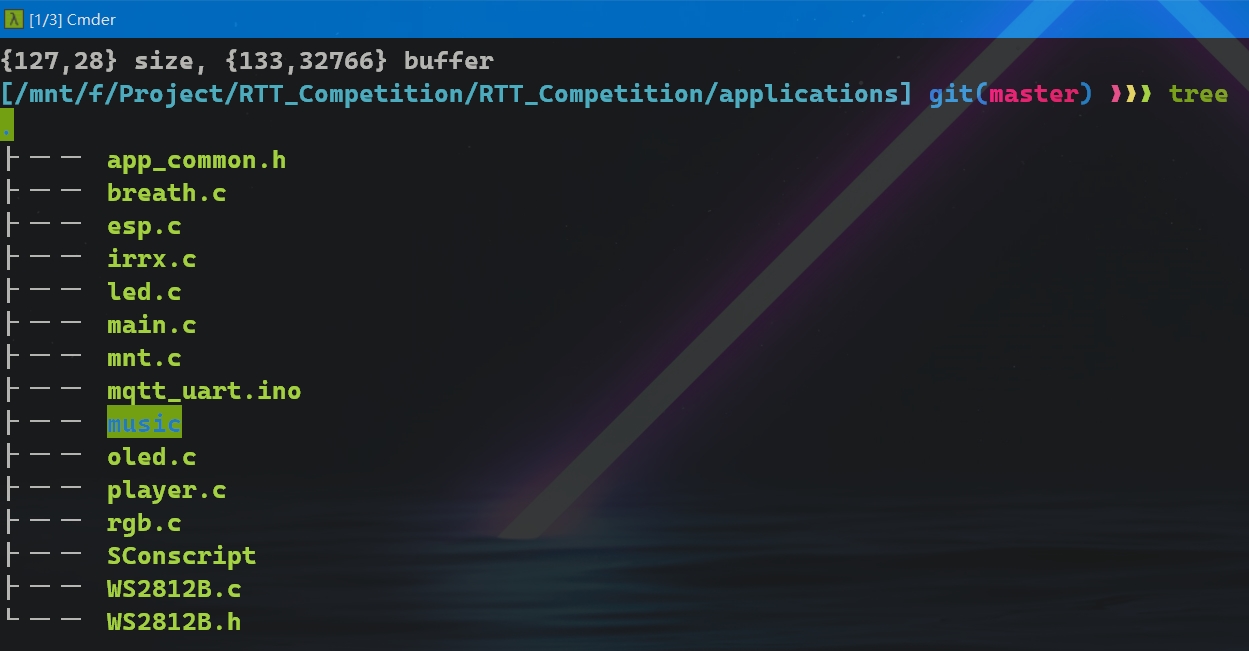 λ [1/3] Cmder
{127,28} size, {133,32766} buffer
[/mnt/f/Project/RTT_Competition/RTT_Competition/applications] git(master) ❱❱❱ tree
.
├── app_common.h
├── breath.c
├── esp.c
├── irrx.c
├── led.c
├── main.c
├── mnt.c
├── mqtt_uart.ino
├── music
├── oled.c
├── player.c
├── rgb.c
├── SConscript
├── WS2812B.c
└── WS2812B.h